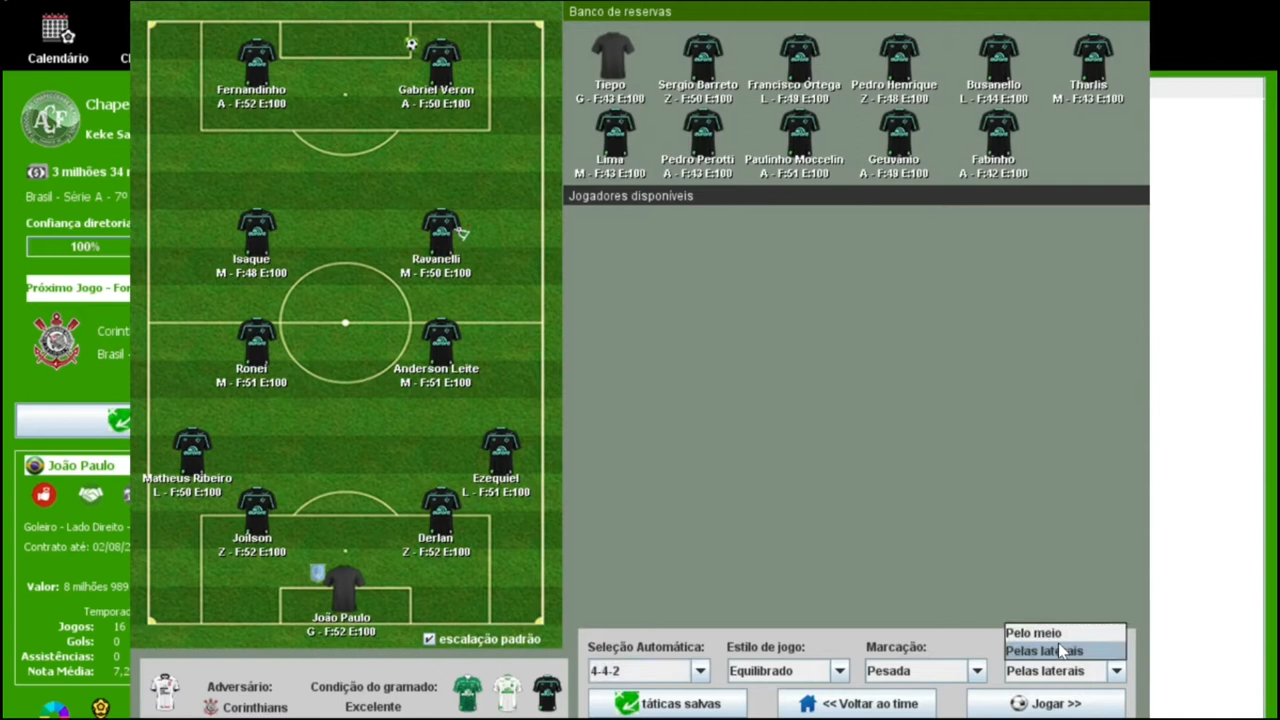 Calendário
Cl
Chape
Keke Sa
3 milhões 34 r
Brasil - Série A - 7º
Confiança diretoria
100%
Próximo Jogo - For
Corint
Brasil -
João Paulo
Goleiro - Lado Direito -
Contrato até: 02/08/2
Valor: 8 milhões 989
Temporad
Jogos: 16
Gols: 0
Assistências: 0
Nota Média: 7,2
Fernandinho
A - F:52 E:100
Gabriel Veron
A - F:50 E:100
Isaque
M - F:48 E:100
Ravanelli
M - F:50 E:100
Ronei
M - F:51 E:100
Anderson Leite
M - F:51 E:100
Matheus Ribeiro
L - F:50 E:100
Ezequiel
L - F:51 E:100
Joilson
Z - F:52 E:100
Derlan
Z - F:52 E:100
João Paulo
G - F:52 E:100
escalação padrão
Adversário:
Corinthians
Condição do gramado:
Excelente
Banco de reservas
Tiepo
G - F:43 E:100
Sergio Barreto
Z - F:50 E:100
Francisco Ortega
L - F:49 E:100
Pedro Henrique
Z - F:48 E:100
Busanello
L - F:44 E:100
Tharlis
M - F:43 E:100
Lima
M - F:43 E:100
Pedro Perotti
A - F:43 E:100
Paulinho Moccelin
A - F:51 E:100
Geuvânio
A - F:49 E:100
Fabinho
A - F:42 E:100
Jogadores disponíveis
Seleção Automática:
4-4-2
Estilo de jogo:
Equilibrado
Marcação:
Pesada
Pelo meio
Pelas laterais
Pelas laterais
táticas salvas
<< Voltar ao time
Jogar >>